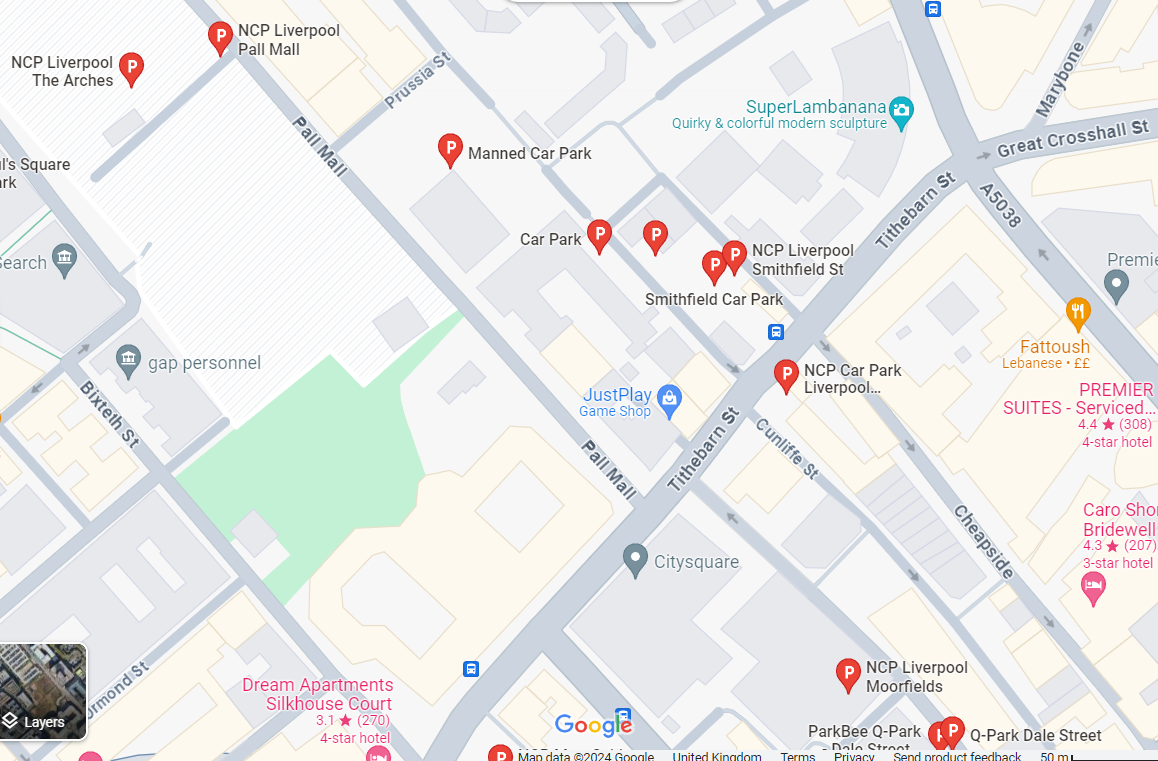 NCP Liverpool
Pall Mall
NCP Liverpool
The Arches
Prussia St
Pall Mall
Manned Car Park
SuperLambanana
Quirky & colorful modern sculpture
Marybone
Great Crosshall St
Tithebarn St
A5038
l's Square
rk
Search
Car Park
NCP Liverpool
Smithfield St
Smithfield Car Park
Premie
gap personnel
Bixteth St
JustPlay
Game Shop
NCP Car Park
Liverpool...
Fattoush
Lebanese • ££
PREMIER
SUITES - Serviced...
4.4 ★ (308)
4-star hotel
Pall Mall
Tithebarn St
Cunliffe St
Cheapside
Caro Sho
Bridewell
4.3 ★ (207)
3-star hotel
Citysquare
NCP Liverpool
Moorfields
ParkBee Q-Park
Dale Street
Q-Park Dale Street
Dream Apartments
Silkhouse Court
3.1 ★ (270)
4-star hotel
ormond St
Layers
Google
Map data ©2024 Google United Kingdom Terms Privacy Send product feedback 50 m